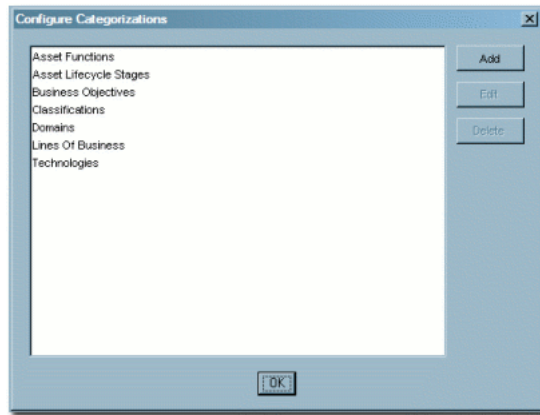 Configure Categorizations
Asset Functions
Asset Lifecycle Stages
Business Objectives
Classifications
Domains
Lines Of Business
Technologies
Add
Edit
Delete
OK